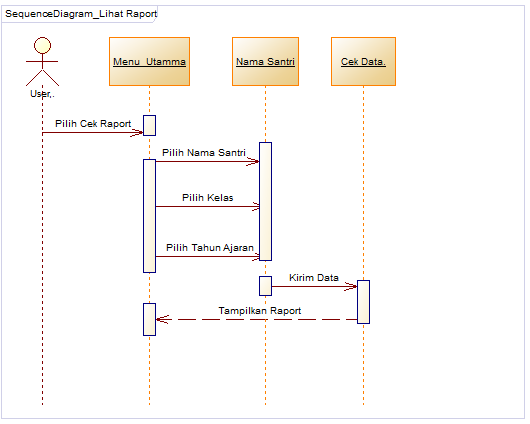 SequenceDiagram_Lihat Raport
Menu_Utamma
Nama Santri
Cek Data.
User,.
Pilih Cek Raport
Pilih Nama Santri
Pilih Kelas
Pilih Tahun Ajaran
Kirim Data
Tampilkan Raport